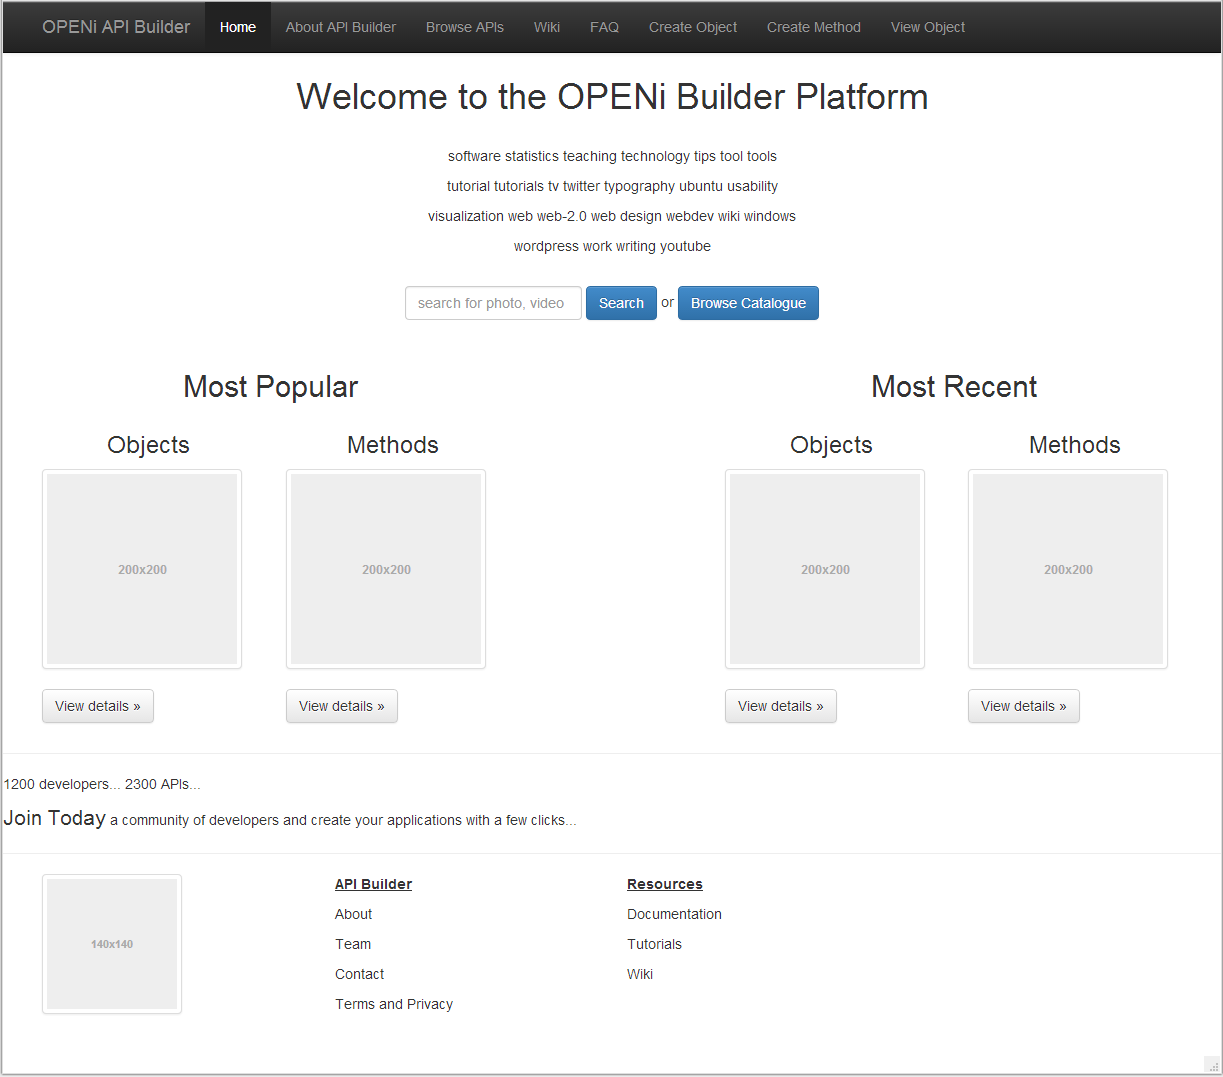 OPENi API Builder Home About API Builder Browse APIs Wiki FAQ Create Object Create Method View Object
Welcome to the OPENi Builder Platform
software statistics teaching technology tips tool tools
tutorial tutorials tv twitter typography ubuntu usability
visualization web web-2.0 web design webdev wiki windows
wordpress work writing youtube
search for photo, video Search or Browse Catalogue
Most Popular
Objects Methods
200x200 200x200
View details » View details »
Most Recent
Objects Methods
200x200 200x200
View details » View details »
1200 developers... 2300 APIs...
Join Today a community of developers and create your applications with a few clicks...
140x140
API Builder
About
Team
Contact
Terms and Privacy
Resources
Documentation
Tutorials
Wiki